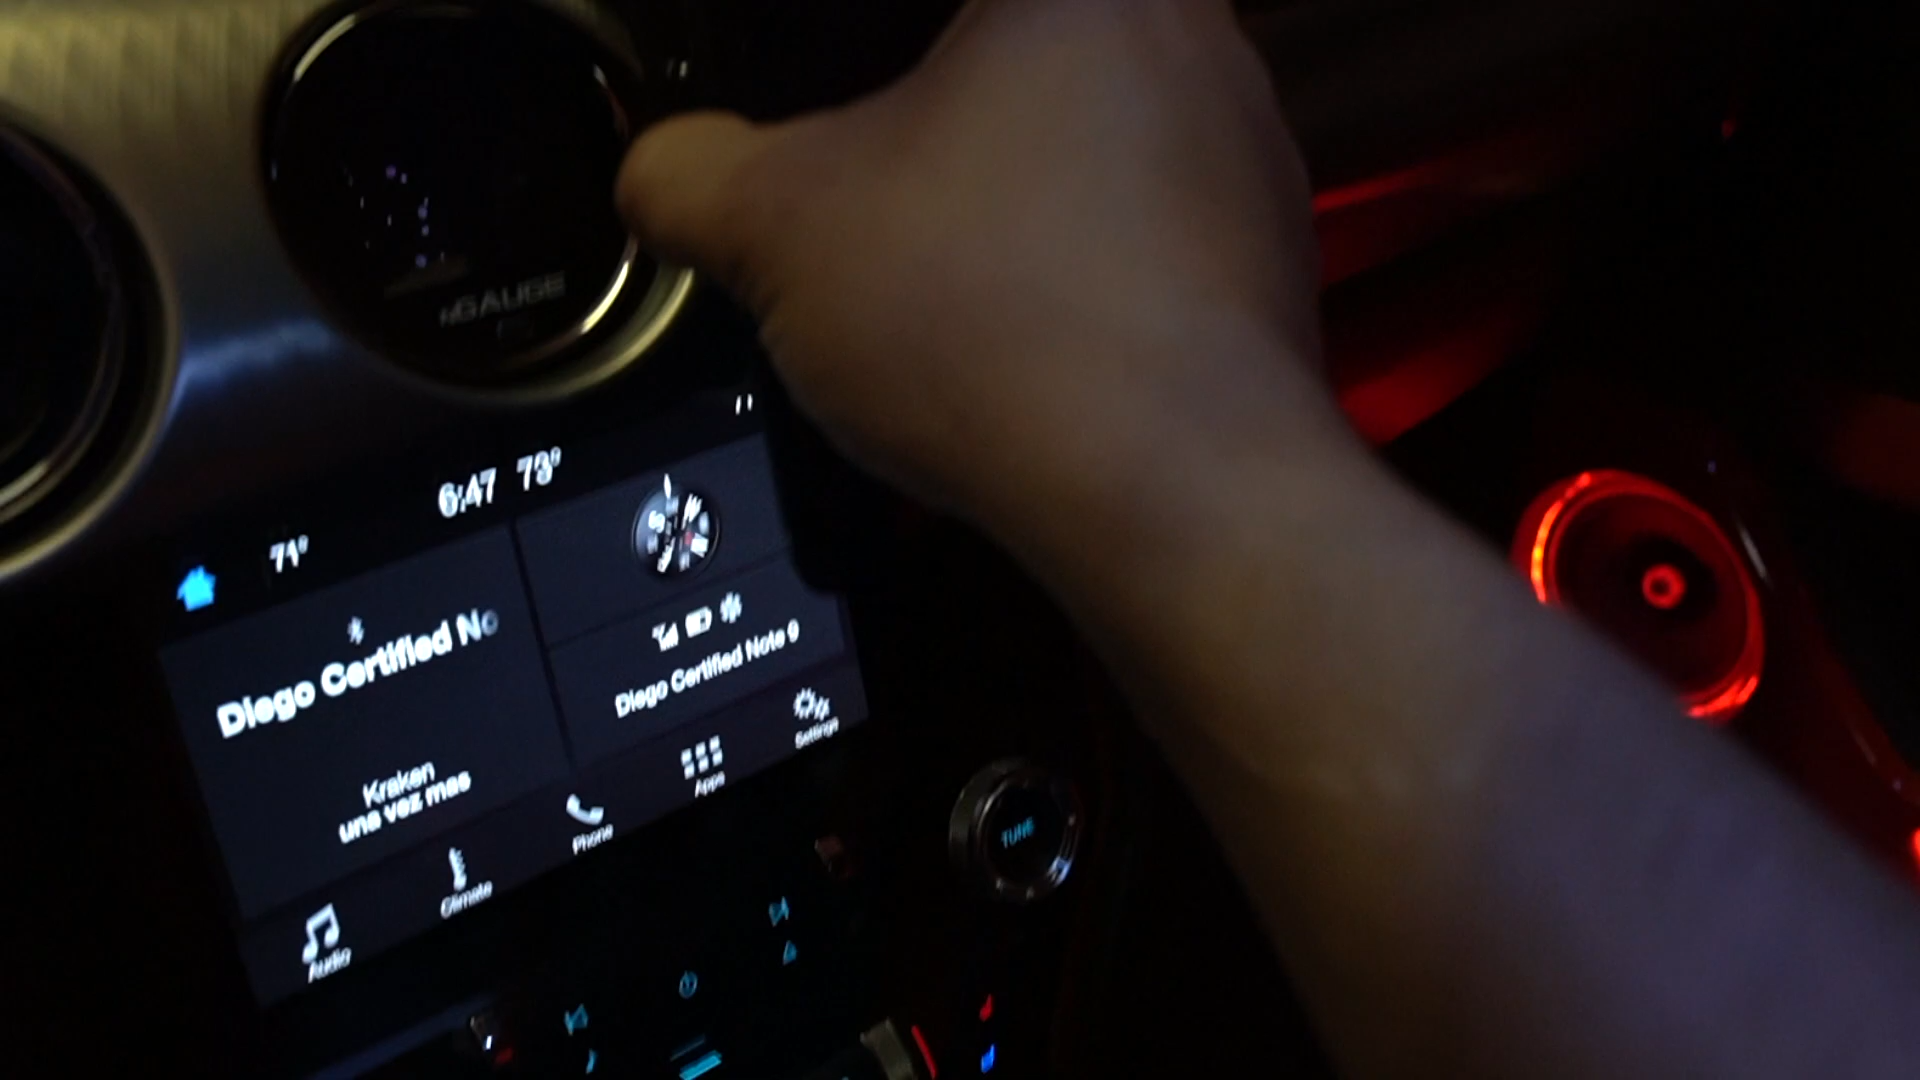 nGAUGE
6:47 73°
71°
Diego Certified No
Diego Certified Note 9
Kraken
una vez mas
Settings
Apps
Phone
Climate
Audio
TUNE